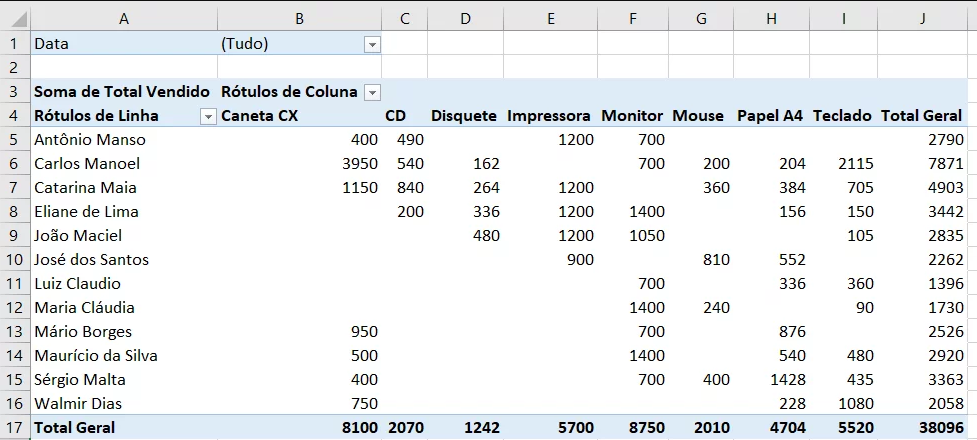 A B C D E F G H I J
1 Data (Tudo)
2
3 Soma de Total Vendido Rótulos de Coluna
4 Rótulos de Linha Caneta CX CD Disquete Impressora Monitor Mouse Papel A4 Teclado Total Geral
5 Antônio Manso 400 490 1200 700 2790
6 Carlos Manoel 3950 540 162 700 200 204 2115 7871
7 Catarina Maia 1150 840 264 1200 360 384 705 4903
8 Eliane de Lima 200 336 1200 1400 156 150 3442
9 João Maciel 480 1200 1050 105 2835
10 José dos Santos 900 810 552 2262
11 Luiz Claudio 700 336 360 1396
12 Maria Cláudia 1400 240 90 1730
13 Mário Borges 950 700 876 2526
14 Maurício da Silva 500 1400 540 480 2920
15 Sérgio Malta 400 700 400 1428 435 3363
16 Walmir Dias 750 228 1080 2058
17 Total Geral 8100 2070 1242 5700 8750 2010 4704 5520 38096